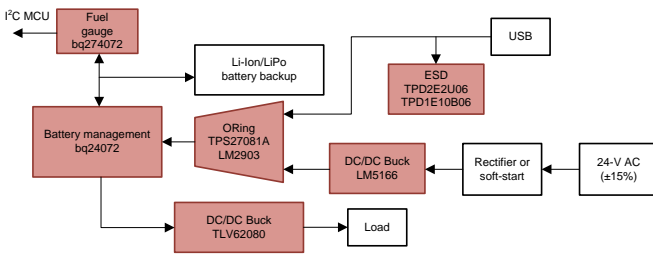 I²C MCU
Fuel
gauge
bq274072
USB
Li-Ion/LiPo
battery backup
ESD
TPD2E2U06
TPD1E10B06
Battery management
bq24072
ORing
TPS27081A
LM2903
DC/DC Buck
LM5166
Rectifier or
soft-start
24-V AC
(±15%)
DC/DC Buck
TLV62080
Load